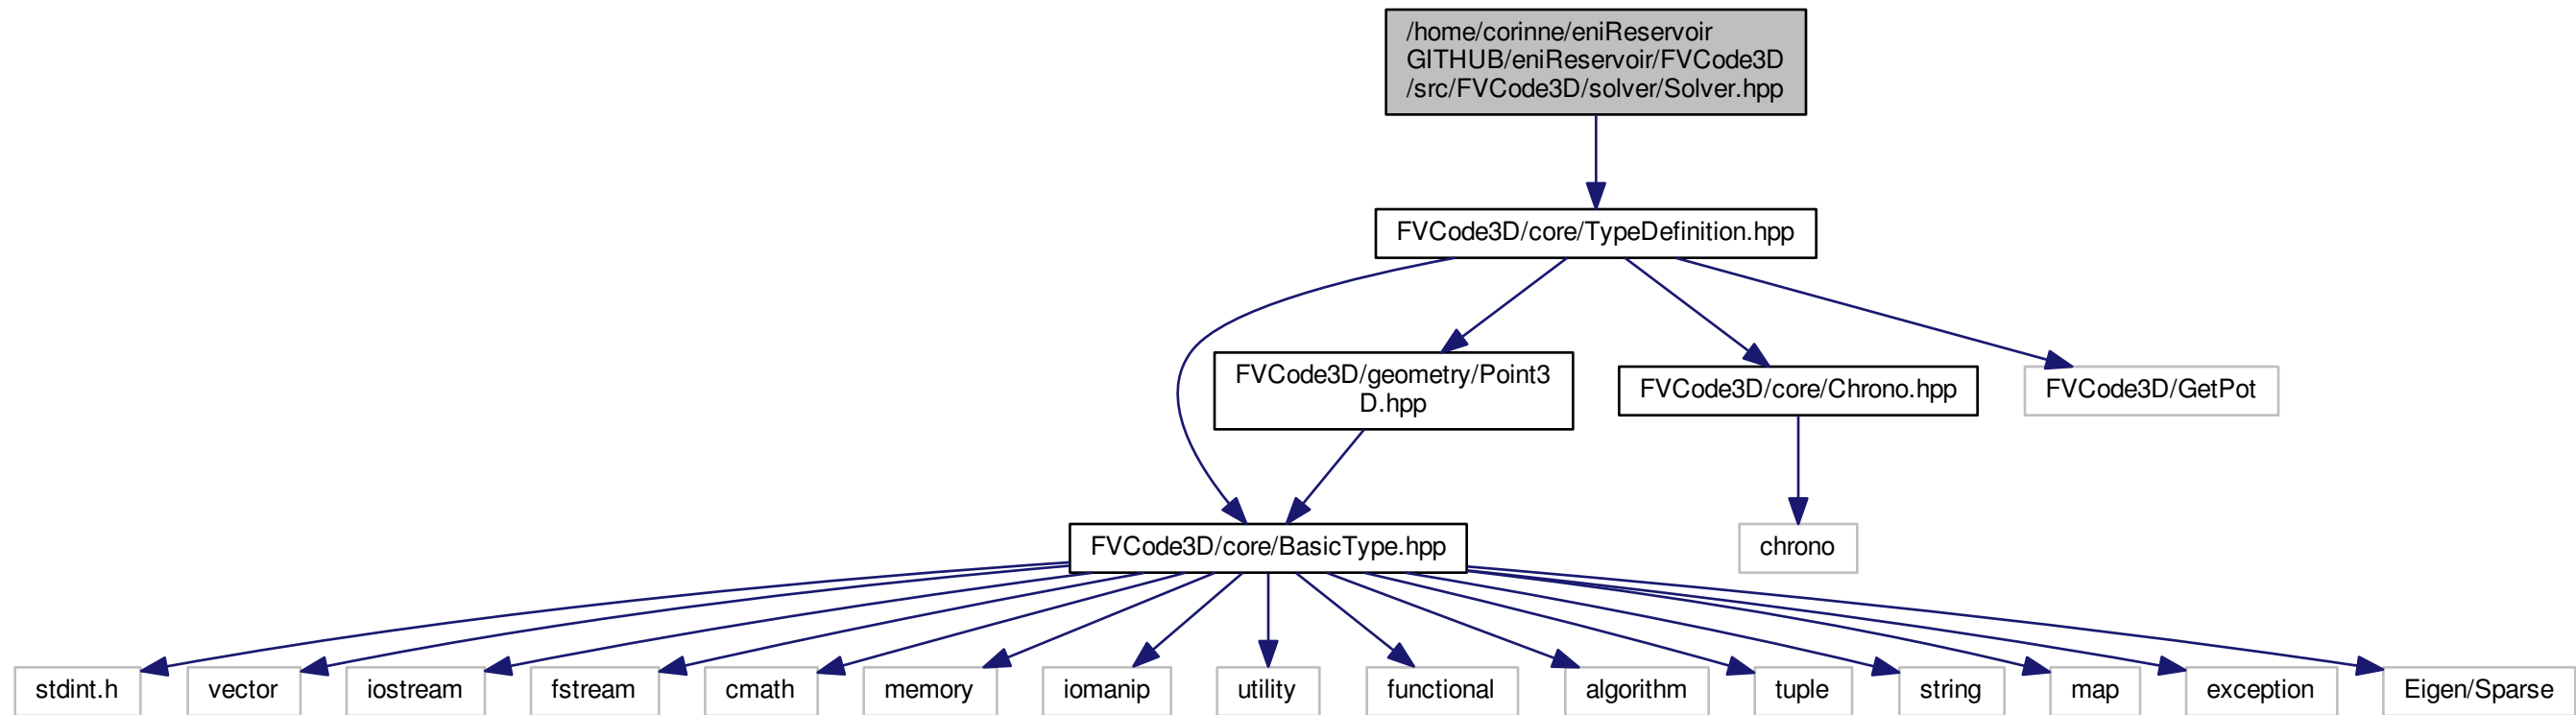 /home/corinne/eniReservoir
GITHUB/eniReservoir/FVCode3D
/src/FVCode3D/solver/Solver.hpp
FVCode3D/core/TypeDefinition.hpp
FVCode3D/geometry/Point3
D.hpp
FVCode3D/core/Chrono.hpp
FVCode3D/GetPot
FVCode3D/core/BasicType.hpp
chrono
stdint.h
vector
iostream
fstream
cmath
memory
iomanip
utility
functional
algorithm
tuple
string
map
exception
Eigen/Sparse